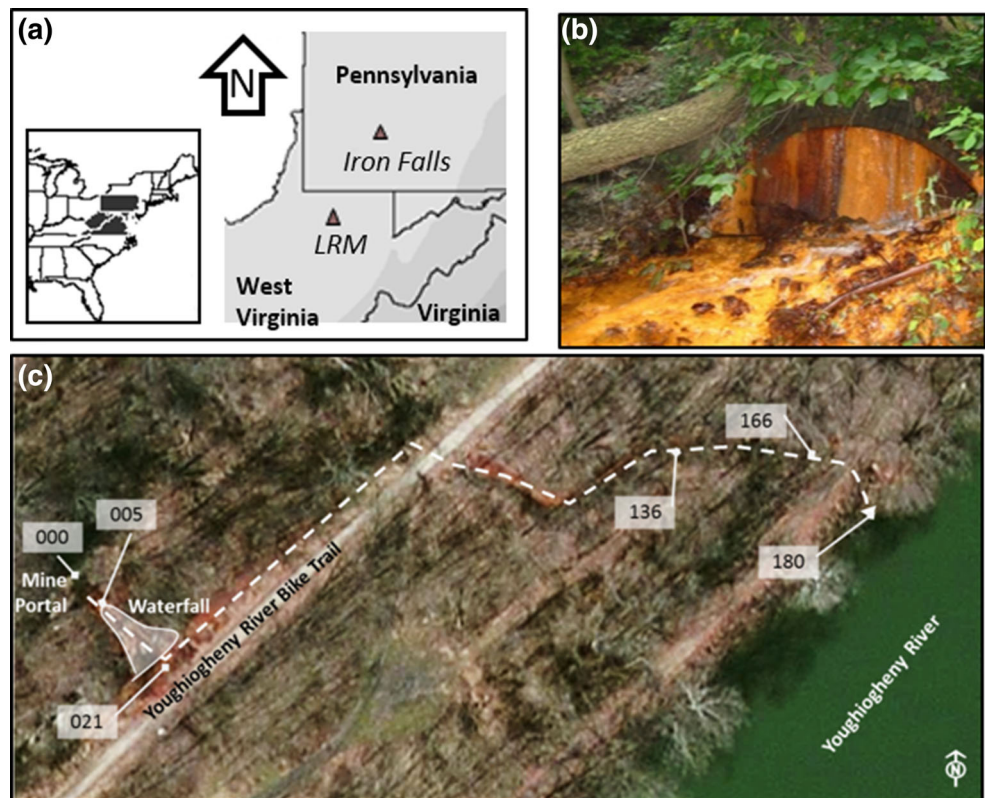 (a)
N
Pennsylvania
Iron Falls
LRM
West
Virginia
Virginia
(b)
(c)
166
136
005
000
180
Mine
Portal
Waterfall
021
Youghiogheny River Bike Trail
Youghiogheny River
N